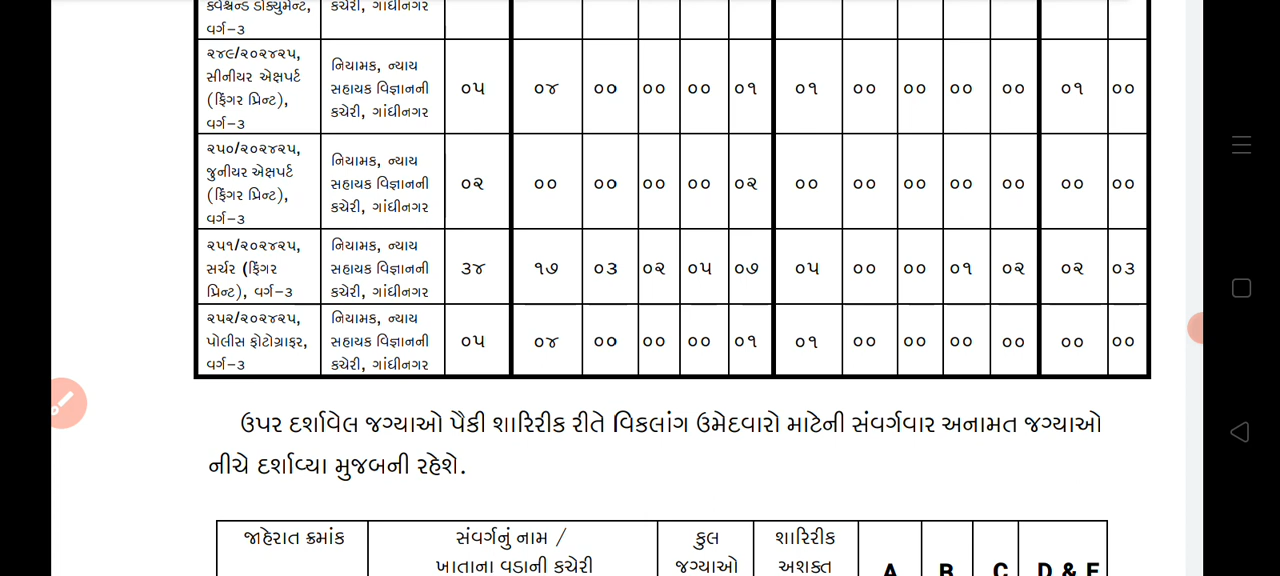 ક્વેશ્ચન્ડ ડોક્યુમેન્ટ, કચેરી, ગાંધીનગર
વર્ગ-૩
૨૪૯/૨૦૨૪૨૫,
સીનીયર એક્ષપર્ટ
(ફિંગર પ્રિન્ટ),
વર્ગ-૩
નિયામક, ન્યાય
સહાયક વિજ્ઞાનની
કચેરી, ગાંધીનગર
૦૫ ૦૪ ૦૦ ૦૦ ૦૦ ૦૧ ૦૧ ૦૦ ૦૦ ૦૦ ૦૦ ૦૧ ૦૦
૨૫૦/૨૦૨૪૨૫,
જુનીયર એક્ષપર્ટ
(ફિંગર પ્રિન્ટ),
વર્ગ-૩
નિયામક, ન્યાય
સહાયક વિજ્ઞાનની
કચેરી, ગાંધીનગર
૦૨ ૦૦ ૦૦ ૦૦ ૦૦ ૦૨ ૦૦ ૦૦ ૦૦ ૦૦ ૦૦ ૦૦ ૦૦
૨૫૧/૨૦૨૪૨૫,
સર્ચર (ફિંગર
પ્રિન્ટ), વર્ગ-૩
નિયામક, ન્યાય
સહાયક વિજ્ઞાનની
કચેરી, ગાંધીનગર
૩૪ ૧૭ ૦૩ ૦૨ ૦૫ ૦૭ ૦૫ ૦૦ ૦૦ ૦૧ ૦૨ ૦૨ ૦૩
૨૫૨/૨૦૨૪૨૫,
પોલીસ ફોટોગ્રાફર,
વર્ગ-૩
નિયામક, ન્યાય
સહાયક વિજ્ઞાનની
કચેરી, ગાંધીનગર
૦૫ ૦૪ ૦૦ ૦૦ ૦૦ ૦૧ ૦૧ ૦૦ ૦૦ ૦૦ ૦૦ ૦૦ ૦૦
ઉપર દર્શાવેલ જગ્યાઓ પૈકી શારિરીક રીતે વિકલાંગ ઉમેદવારો માટેની સંવર્ગવાર અનામત જગ્યાઓ
નીચે દર્શાવ્યા મુજબની રહેશે.
જાહેરાત ક્રમાંક
સંવર્ગનું નામ /
ખાતાના વડાની કચેરી
કુલ
જગ્યાઓ
શારિરીક
અશક્ત
A B C D & E